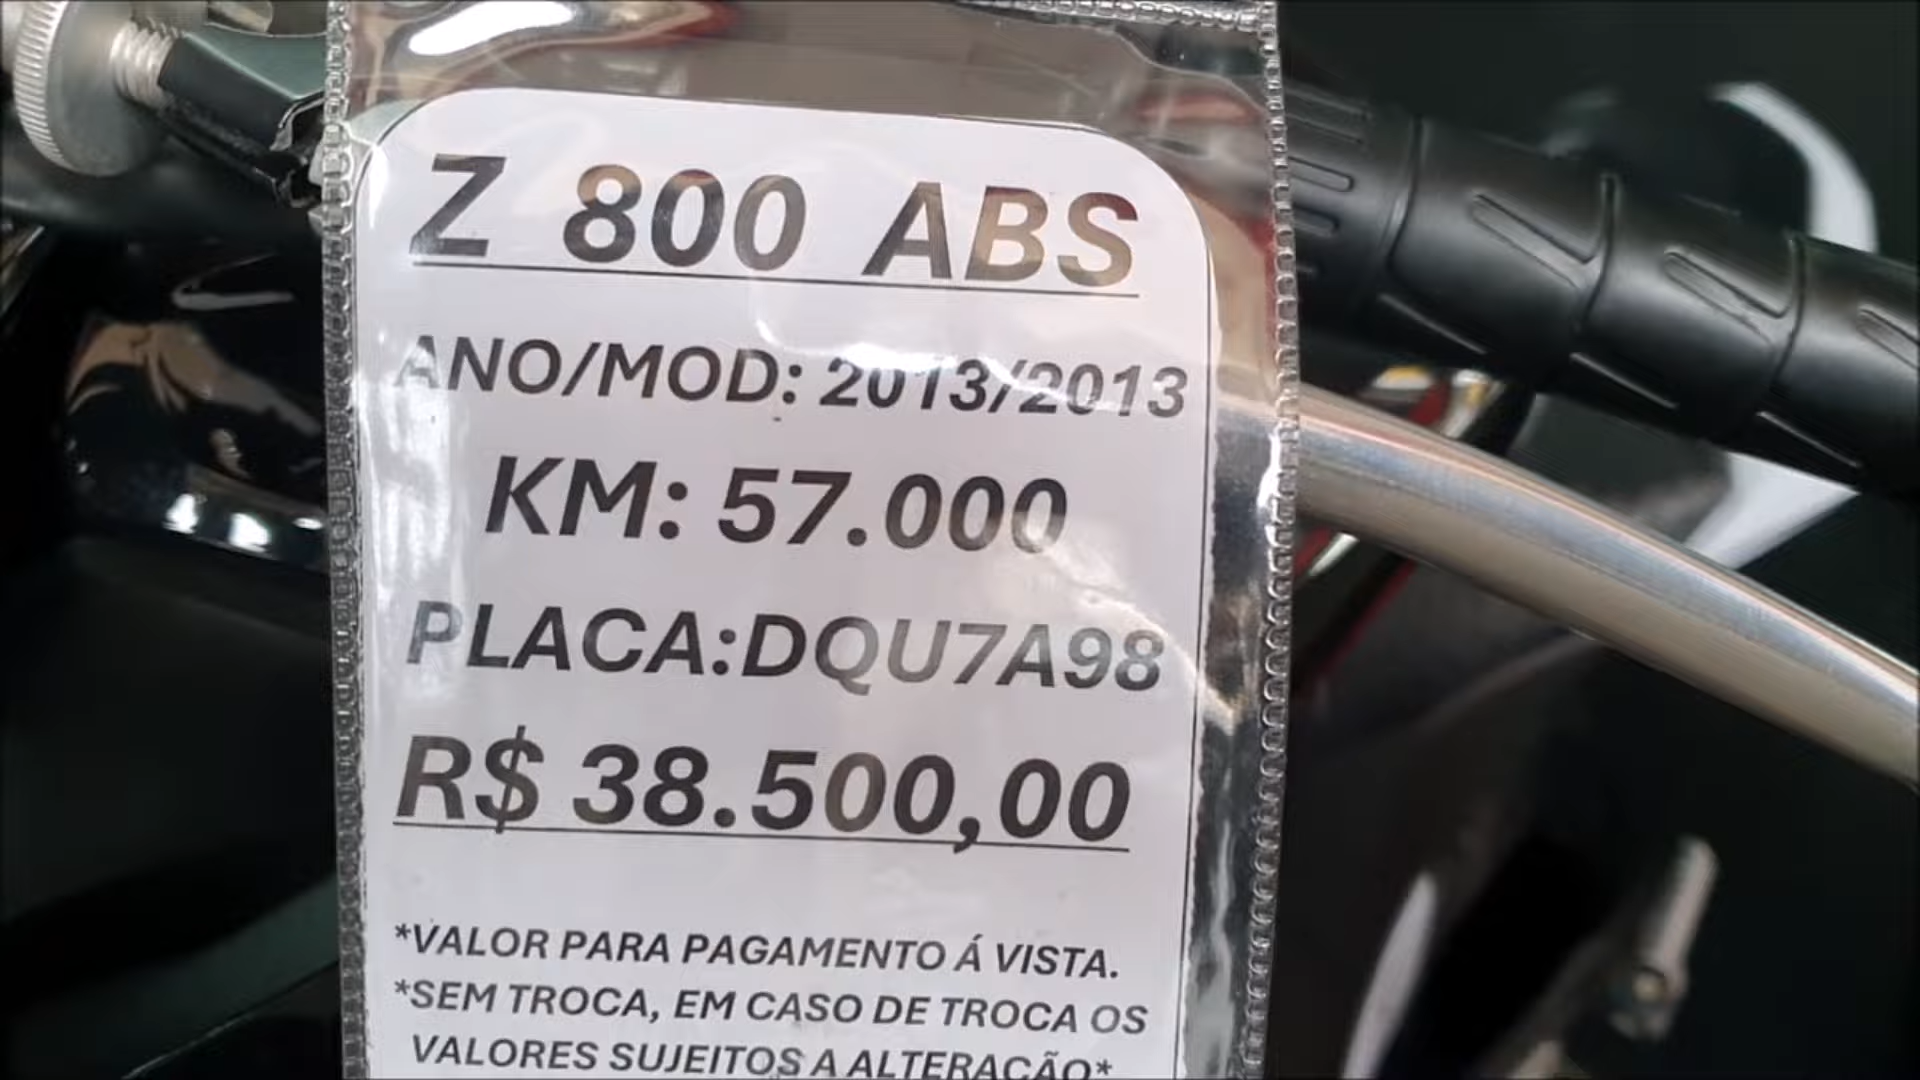 Z 800 ABS
ANO/MOD: 2013/2013
KM: 57.000
PLACA:DQU7A98
R$ 38.500,00
*VALOR PARA PAGAMENTO Á VISTA.
*SEM TROCA, EM CASO DE TROCA OS
VALORES SUJEITOS A ALTERAÇÃO*